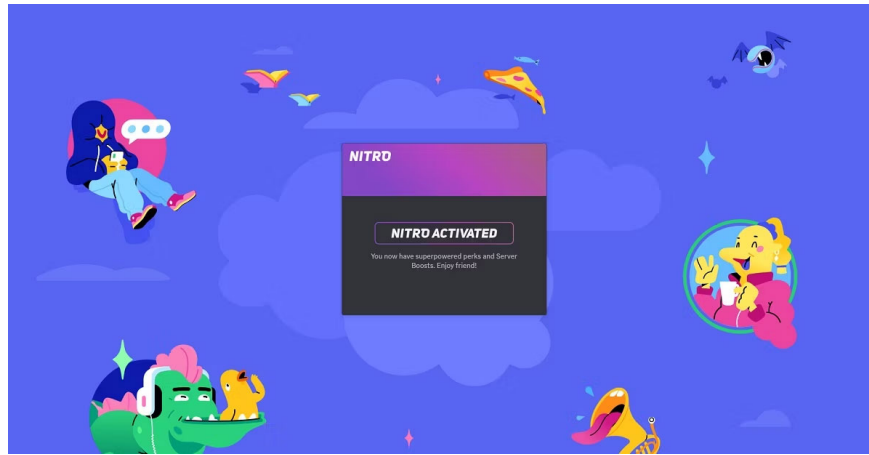 NITRO
NITRO ACTIVATED
You now have superpowered perks and Server
Boosts. Enjoy friend!